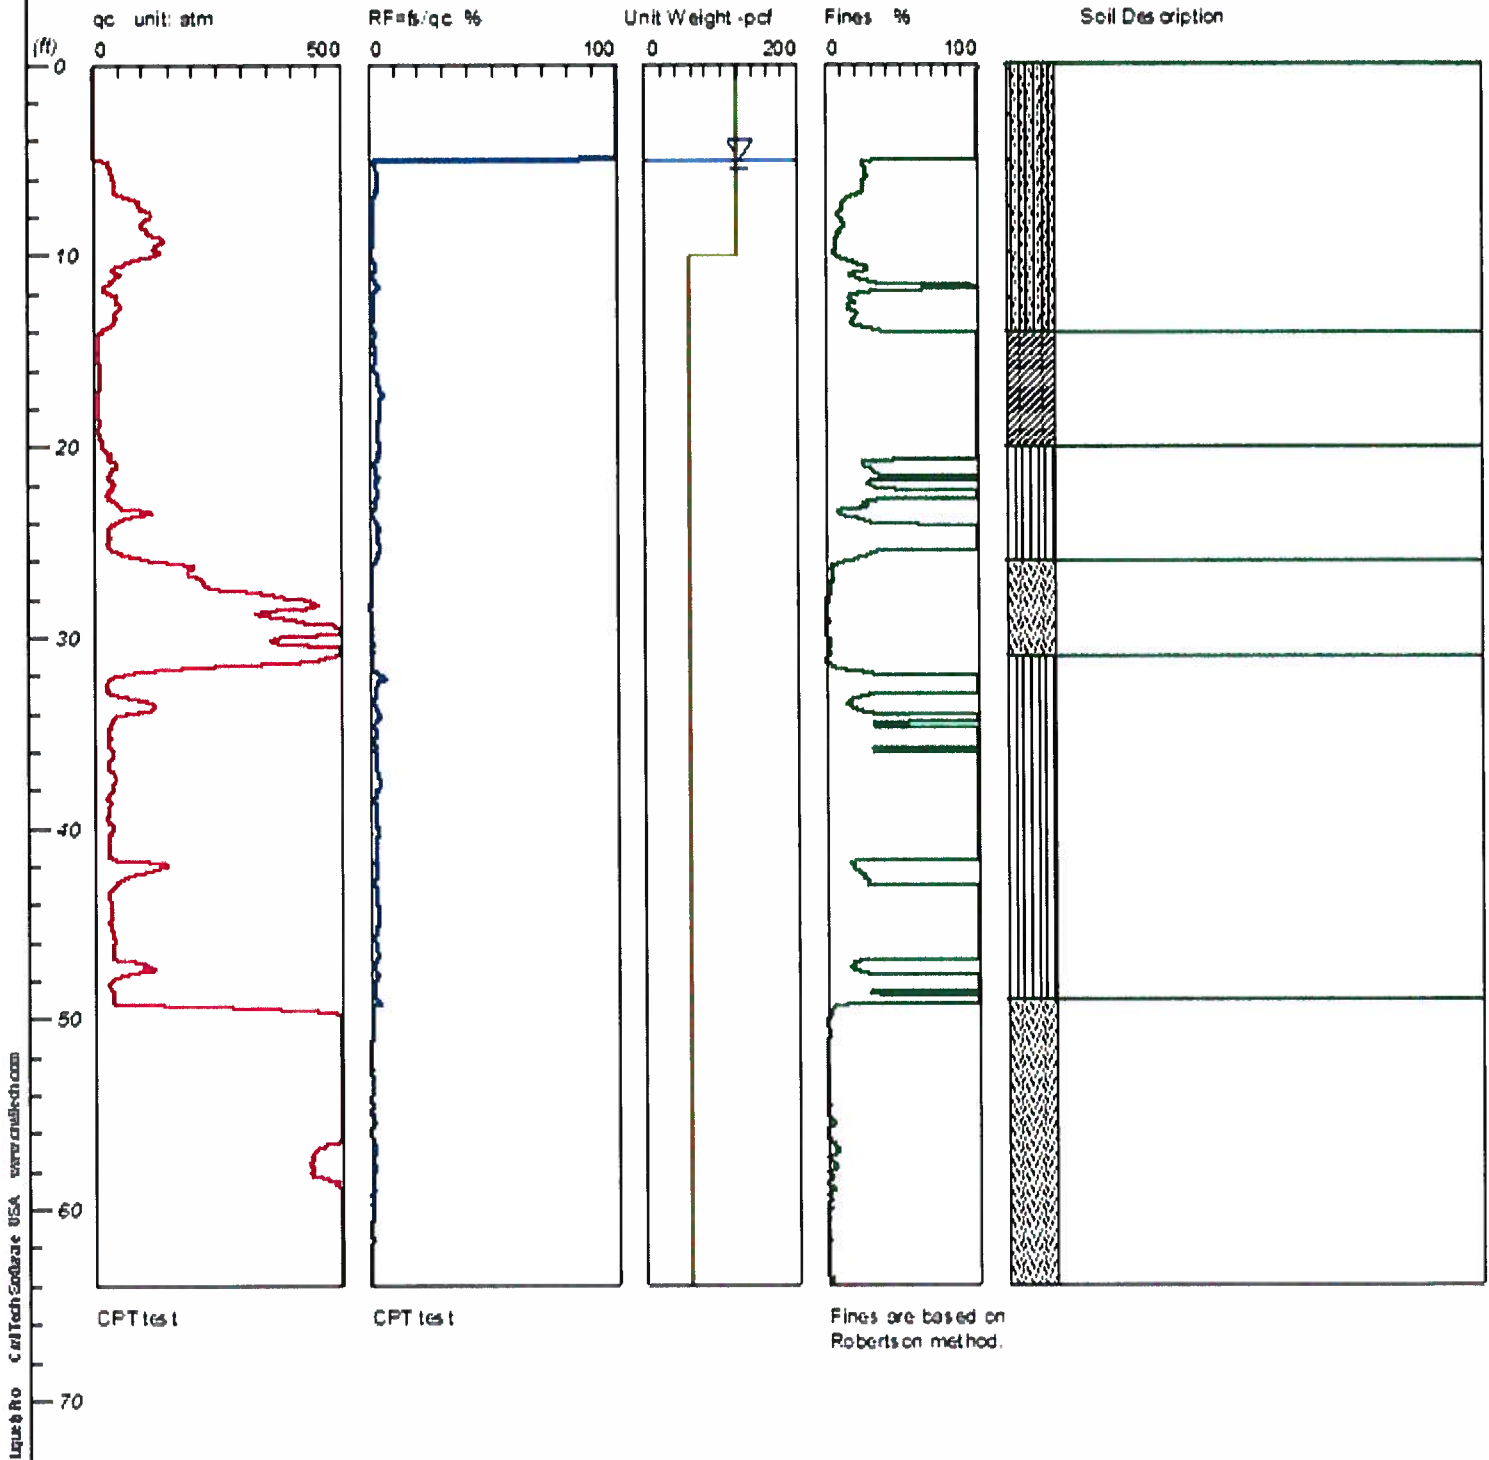 qc unit: atm
RF=fs/qc %
Unit Weight -pcf
Fines %
Soil Description
(ft)
0 500
0 100
0 200
0 100
0
10
20
30
40
50
60
70
CPT test
CPT test
Fines are based on
Robertson method.
CivilTech Software USA www.civiltech.com